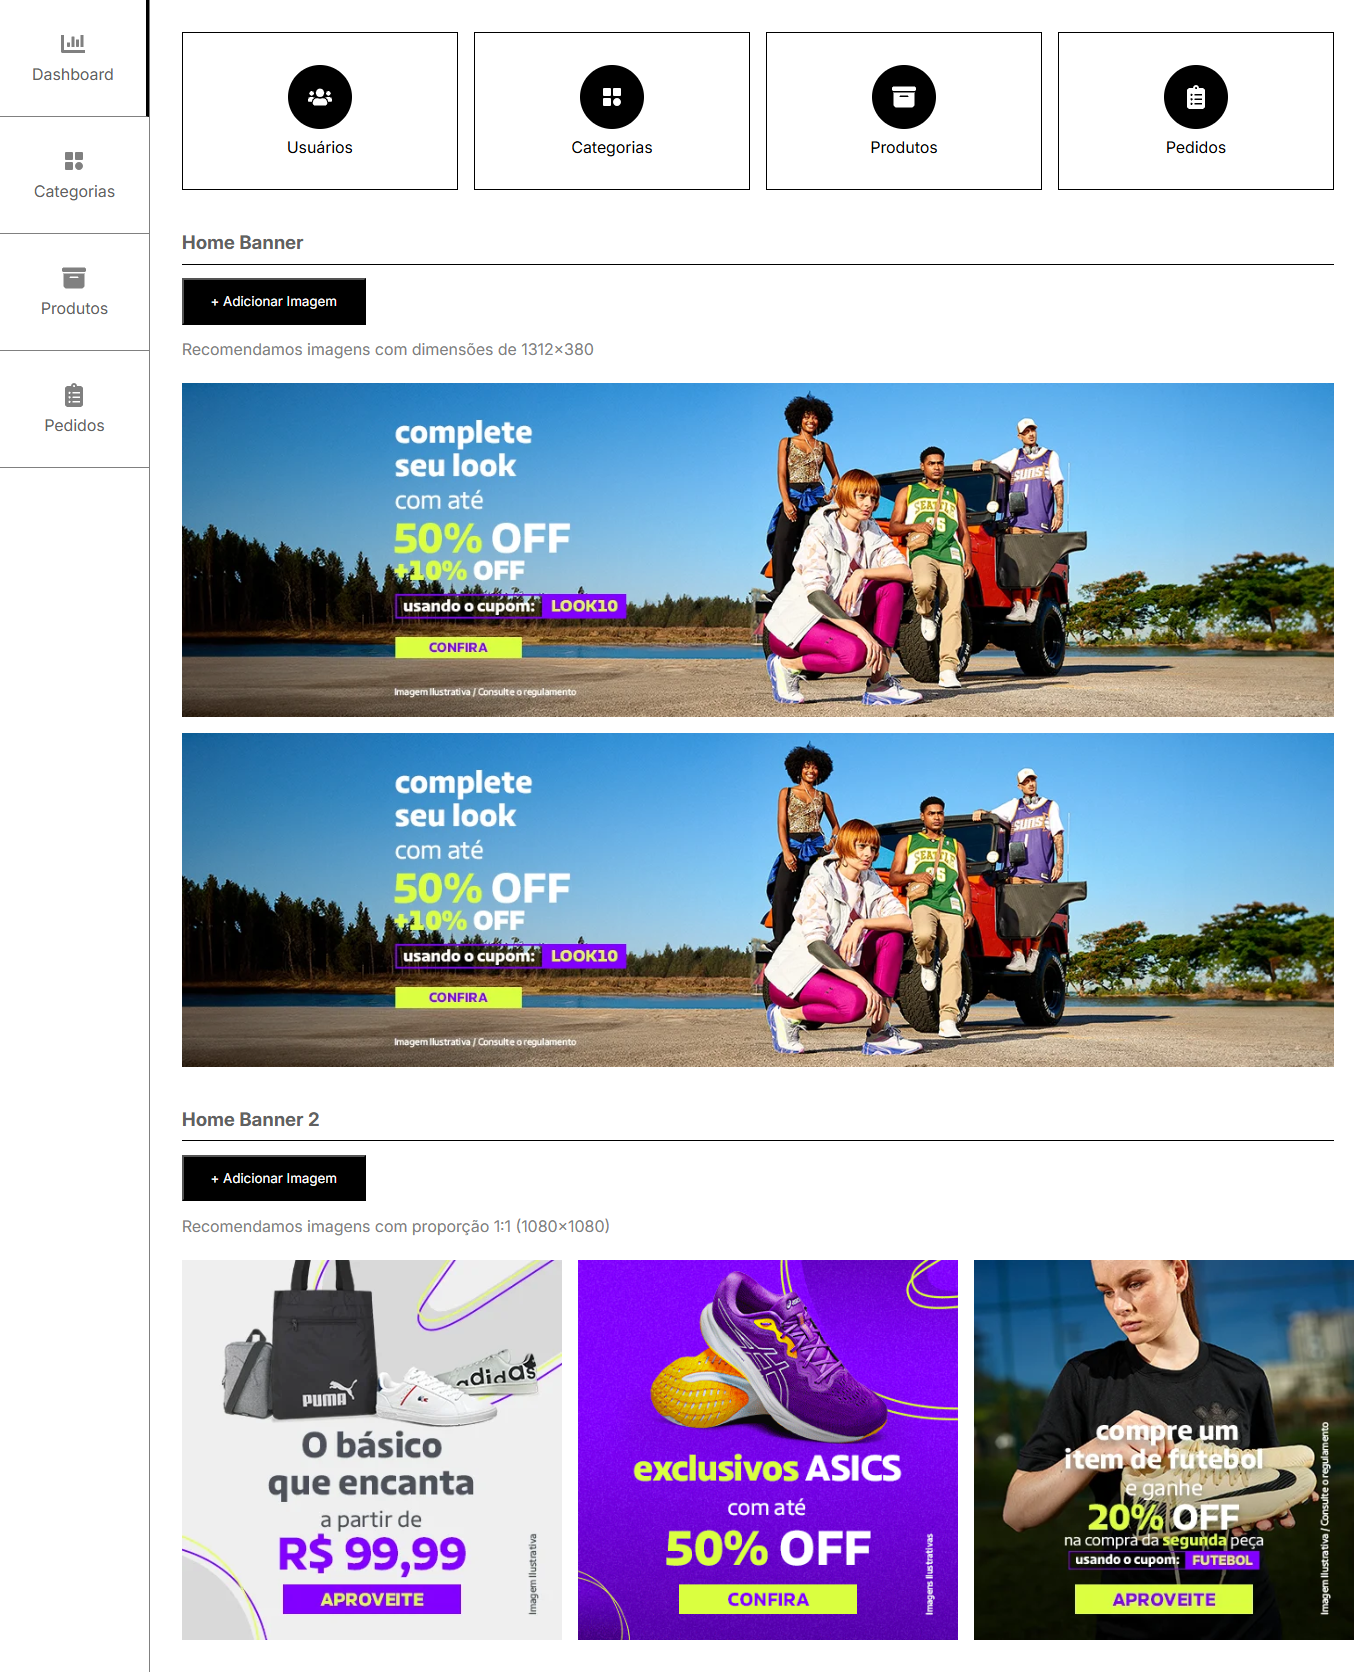 Dashboard
Categorias
Produtos
Pedidos
Usuários
Categorias
Produtos
Pedidos
Home Banner
+ Adicionar Imagem
Recomendamos imagens com dimensões de 1312×380
complete
seu look
com até
50% OFF
+10% OFF
usando o cupom: LOOK10
CONFIRA
Imagem Ilustrativa / Consulte o regulamento
SEATTLE
SUNS
complete
seu look
com até
50% OFF
+10% OFF
usando o cupom: LOOK10
CONFIRA
Imagem Ilustrativa / Consulte o regulamento
SEATTLE
SUNS
Home Banner 2
+ Adicionar Imagem
Recomendamos imagens com proporção 1:1 (1080×1080)
PUMA
adidas
O básico
que encanta
a partir de
R$ 99,99
APROVEITE
Imagem Ilustrativa
exclusivos ASICS
com até
50% OFF
CONFIRA
Imagens Ilustrativas
compre um
item de futebol
e ganhe
20% OFF
na compra da segunda peça
usando o cupom: FUTEBOL
APROVEITE
Imagem Ilustrativa / Consulte o regulamento